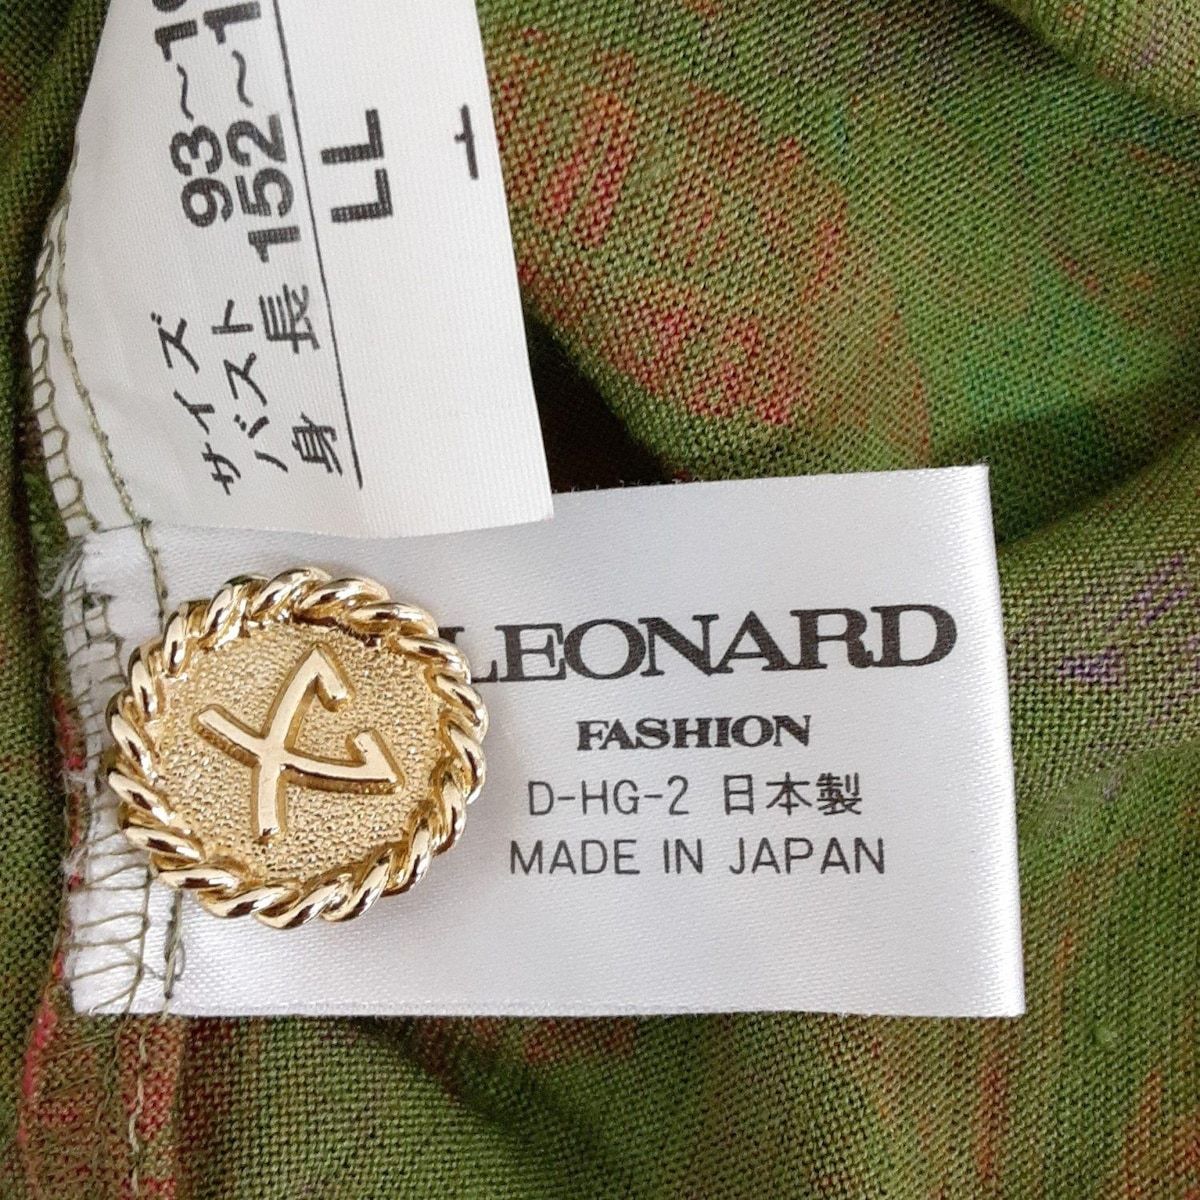 サイズ
バスト 93~1
身長 152~1
LL
LEONARD
FASHION
D-HG-2 日本製
MADE IN JAPAN